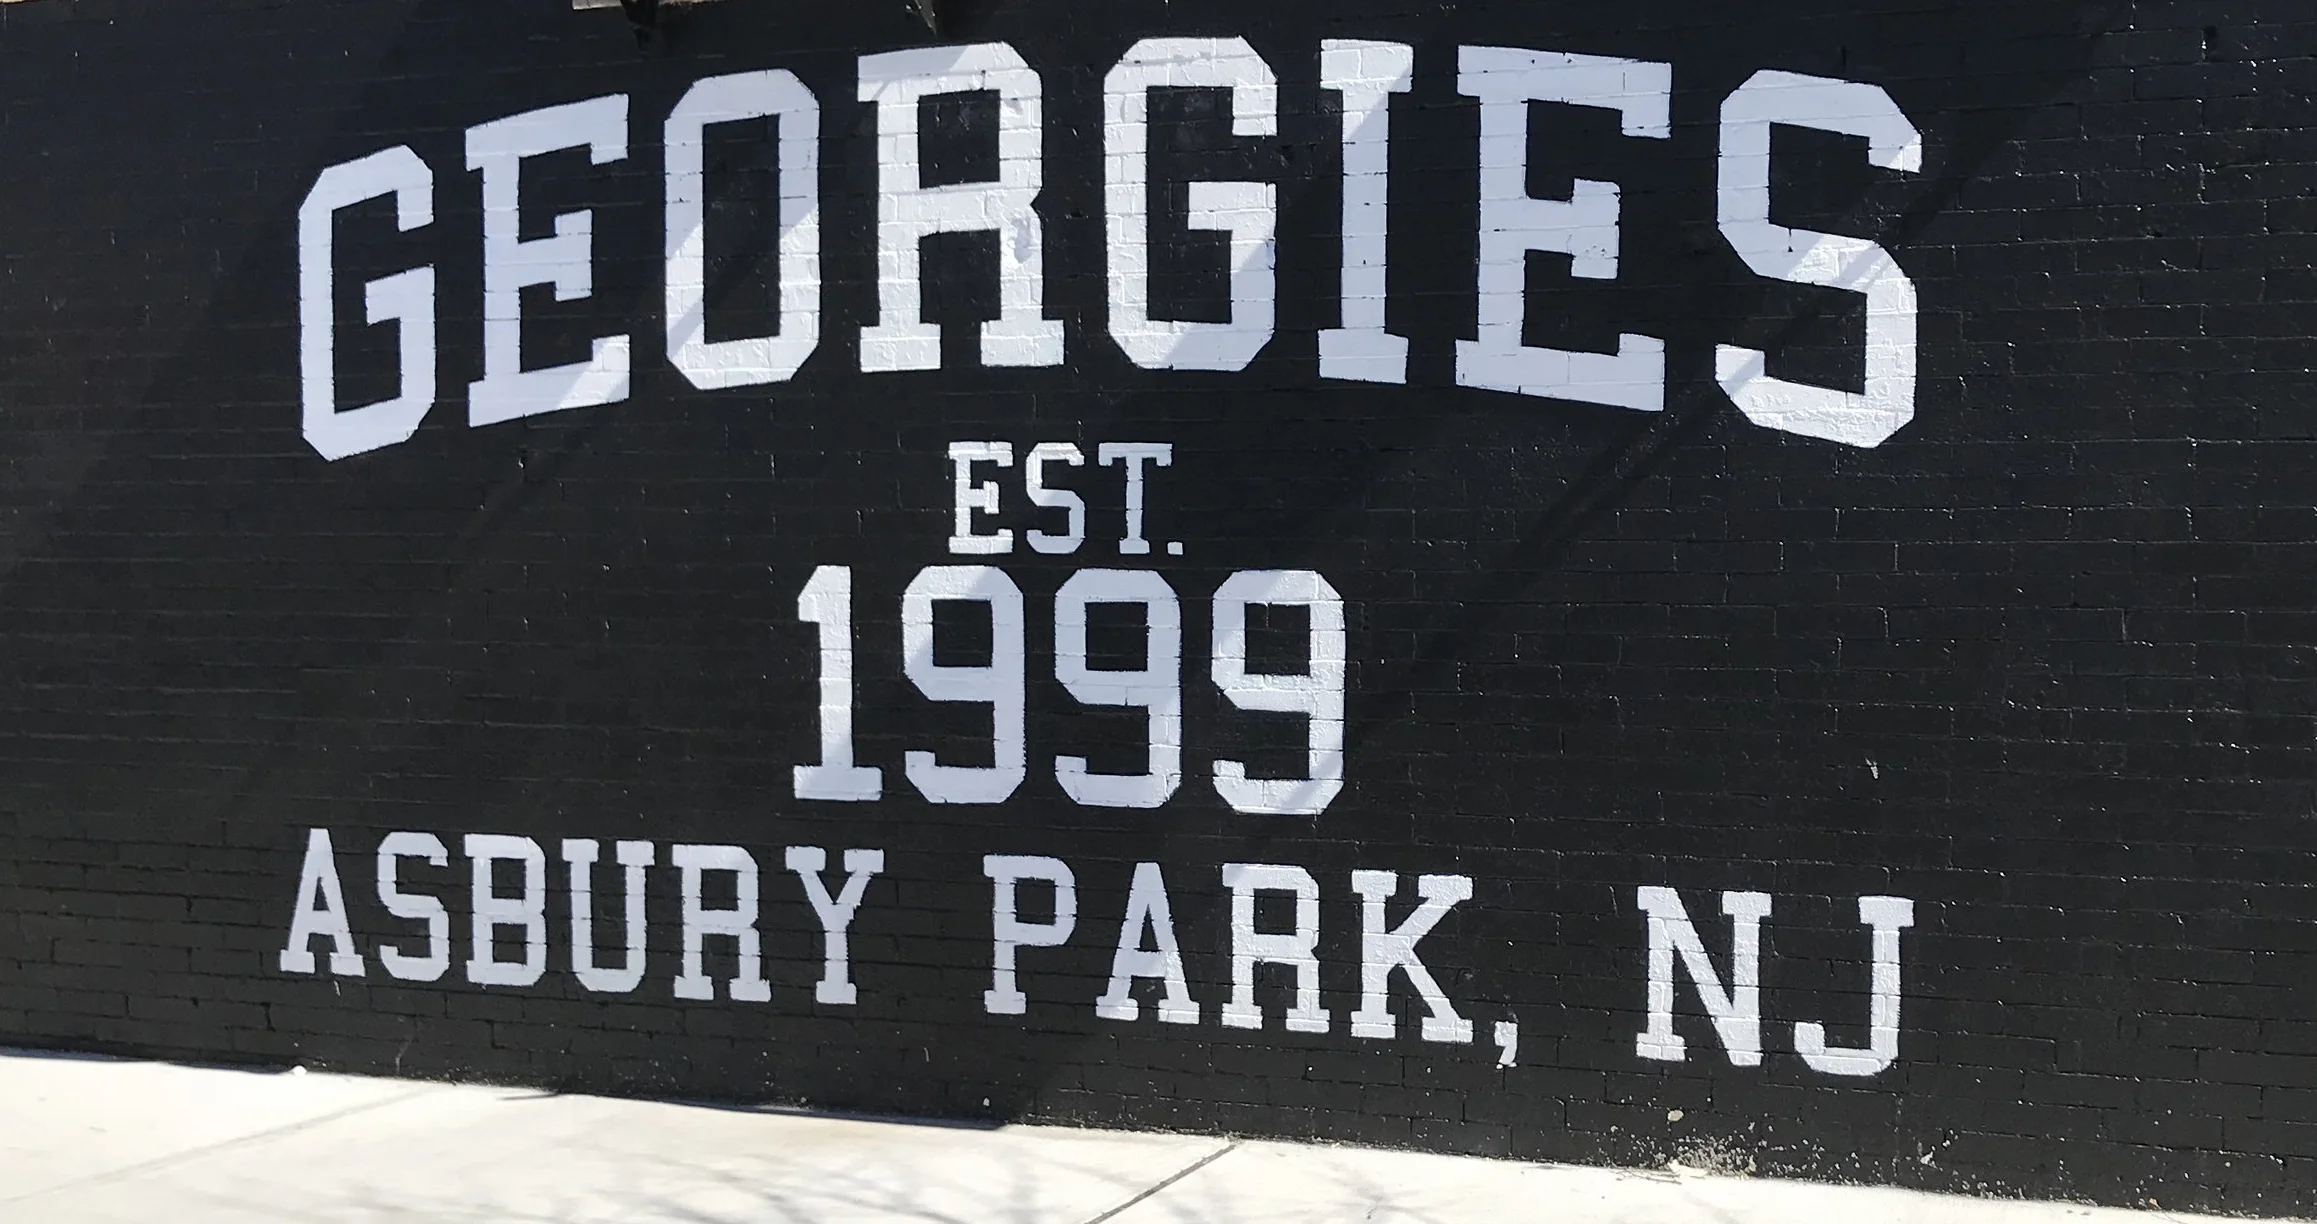 GEORGIES
EST.
1999
ASBURY PARK, NJ